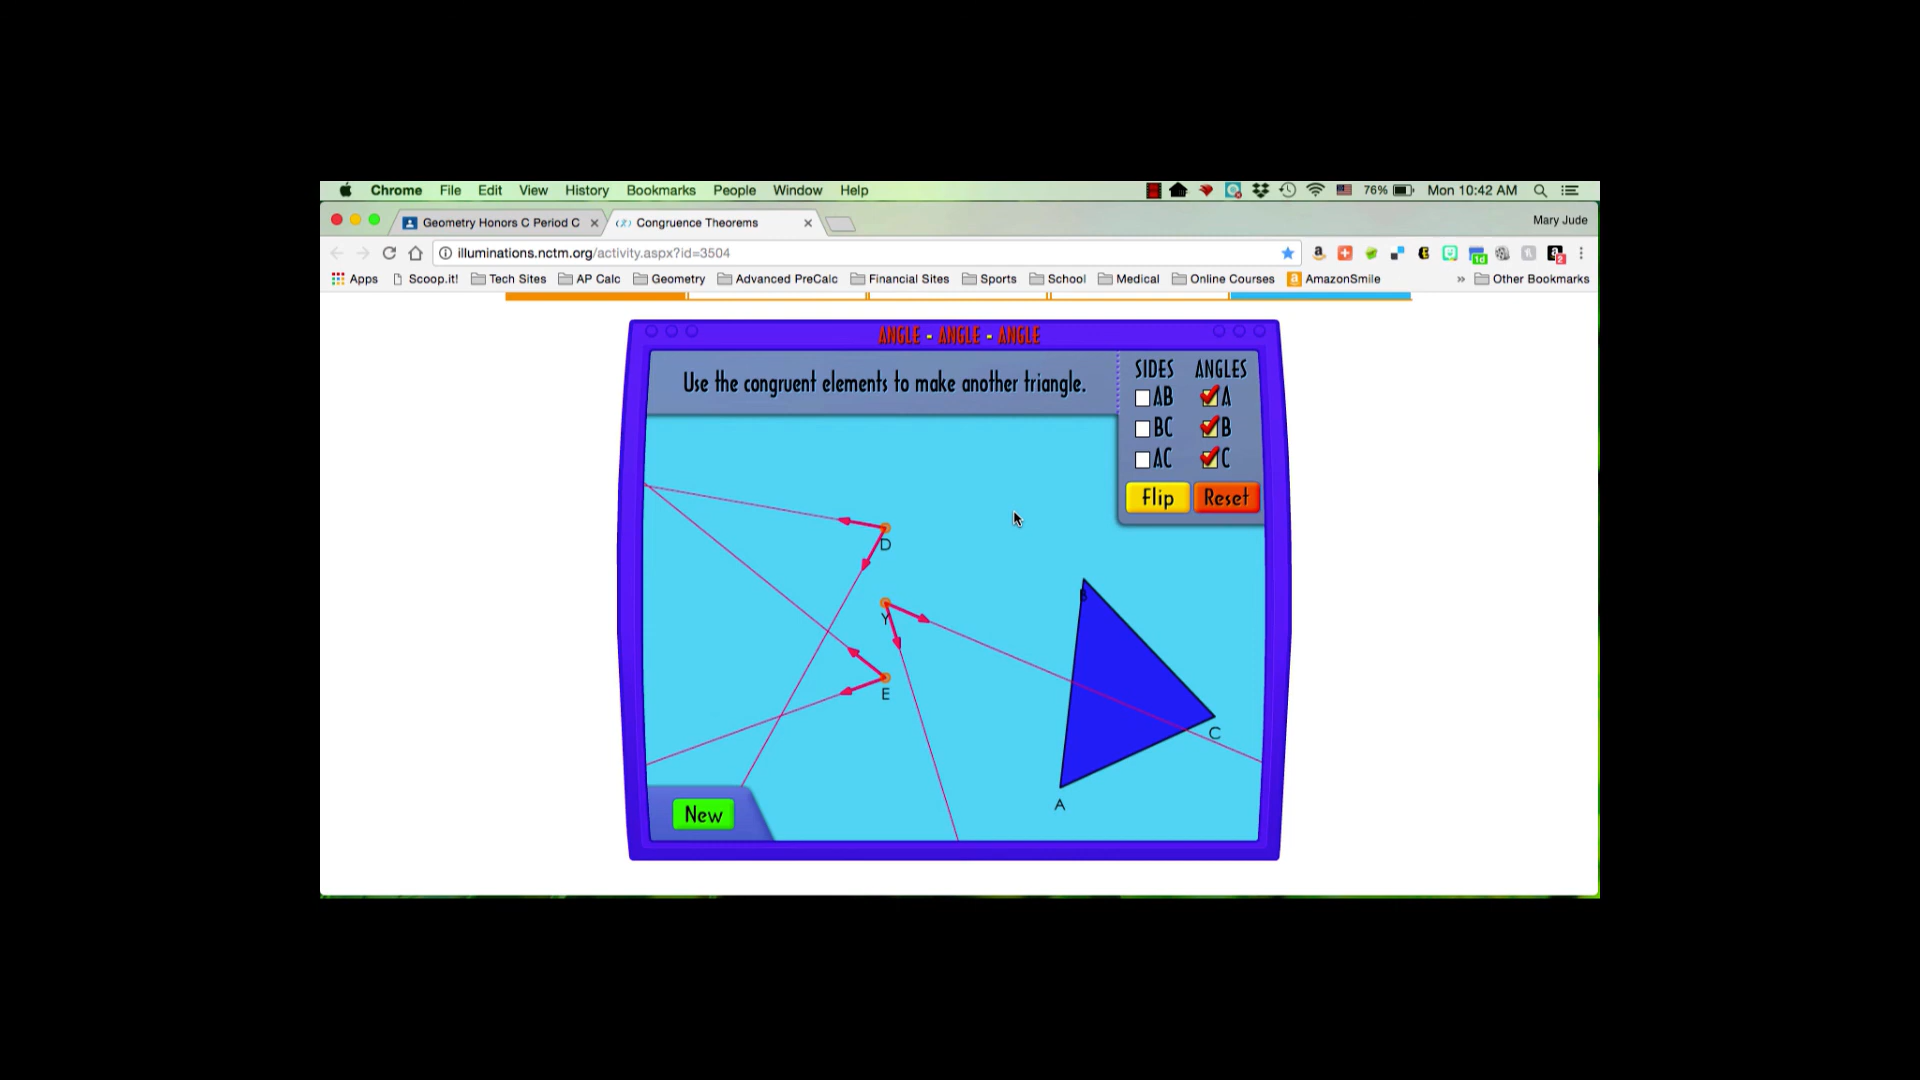 Chrome File Edit View History Bookmarks People Window Help 76% Mon 10:42 AM
Geometry Honors C Period C Congruence Theorems Mary Jude
illuminations.nctm.org/activity.aspx?id=3504
Apps Scoop.it! Tech Sites AP Calc Geometry Advanced PreCalc Financial Sites Sports School Medical Online Courses AmazonSmile » Other Bookmarks
ANGLE - ANGLE - ANGLE
Use the congruent elements to make another triangle.
SIDES ANGLES
AB A
BC B
AC C
Flip Reset
D
B
Y
E
C
A
New